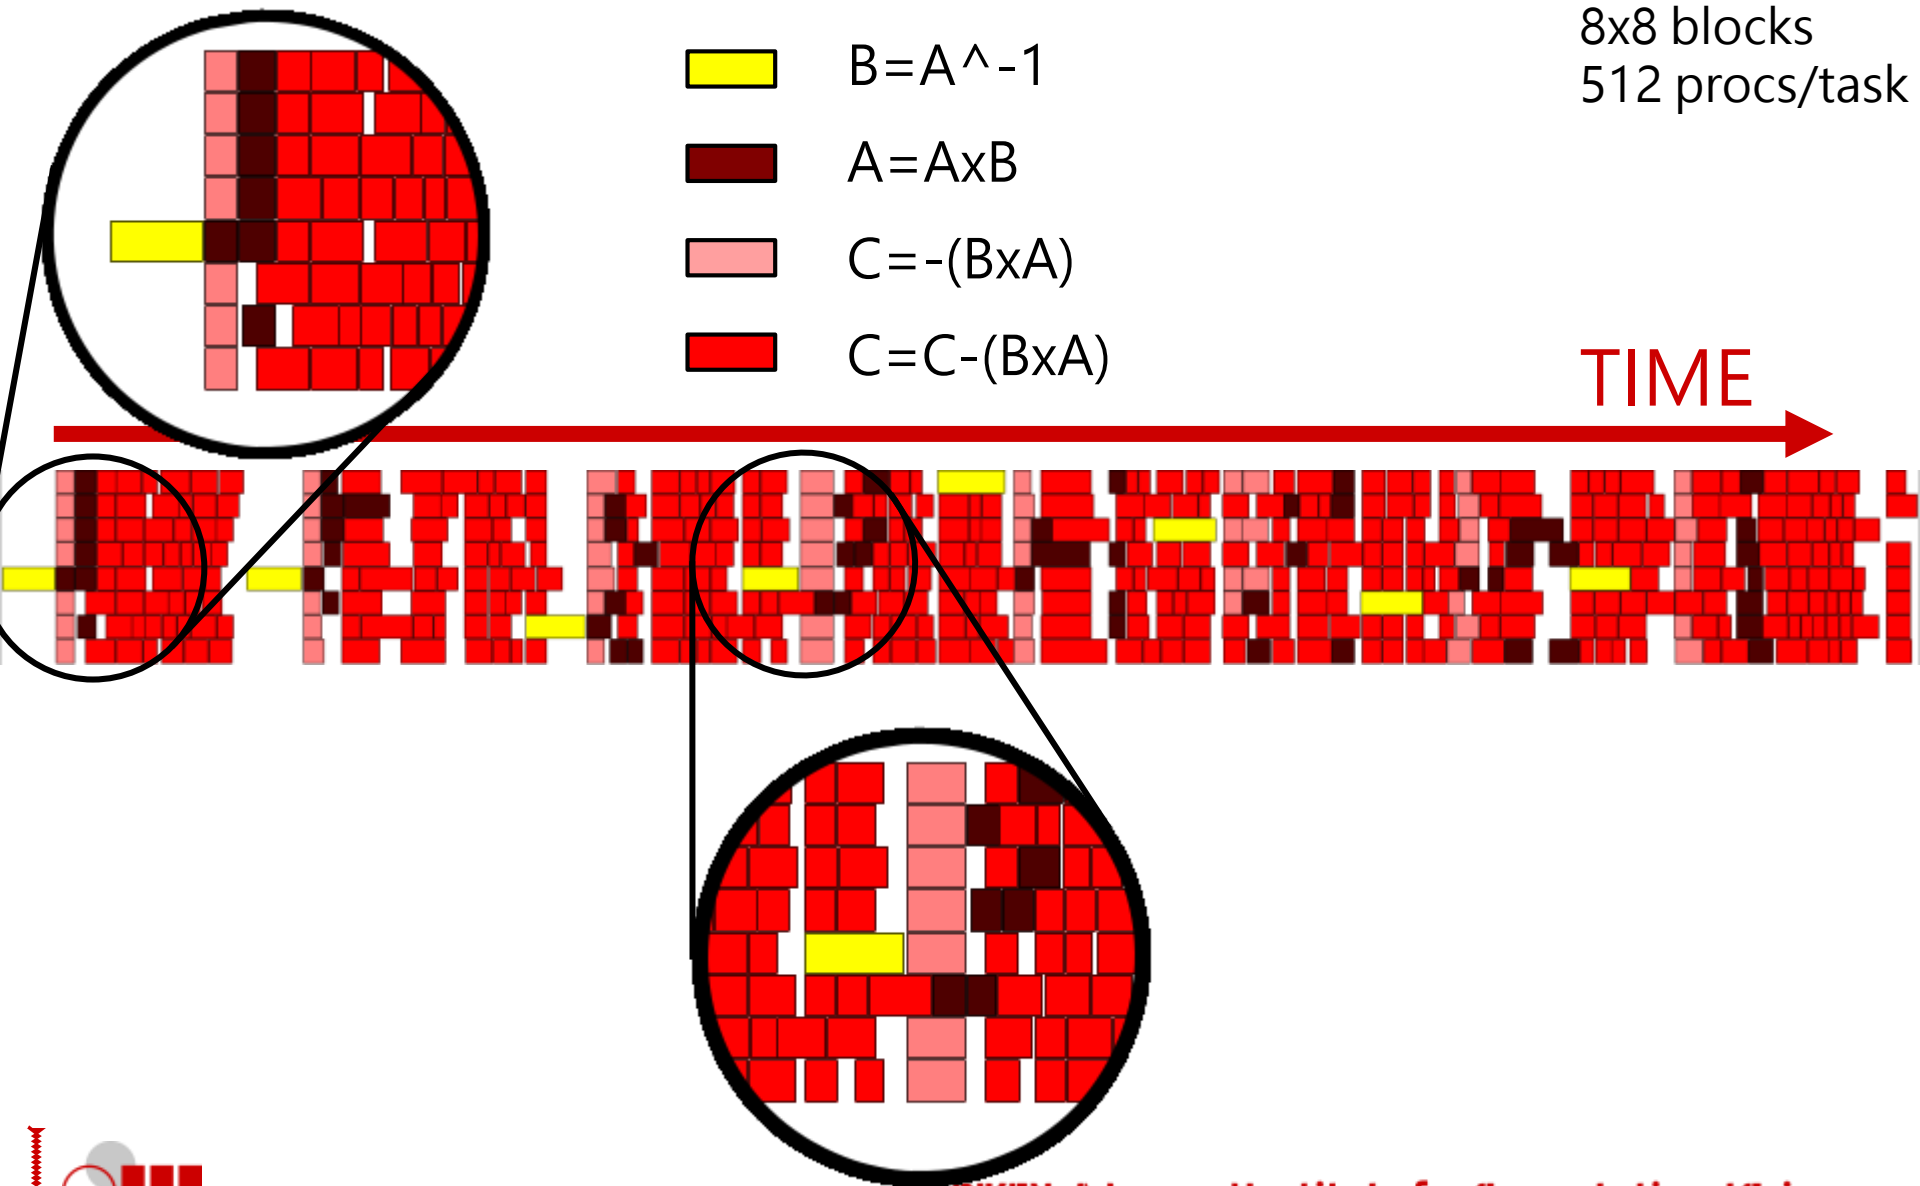 8x8 blocks
512 procs/task
B=A^-1
A=AxB
C=-(BxA)
C=C-(BxA)
TIME